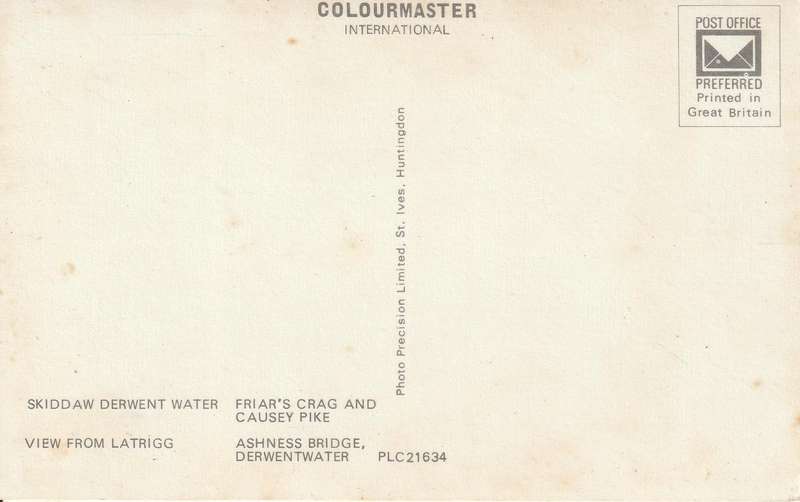 COLOURMASTER
INTERNATIONAL
POST OFFICE
PREFERRED
Printed in
Great Britain
Photo Precision Limited, St. Ives, Huntingdon
SKIDDAW DERWENT WATER
FRIAR'S CRAG AND
CAUSEY PIKE
VIEW FROM LATRIGG
ASHNESS BRIDGE,
DERWENTWATER PLC21634